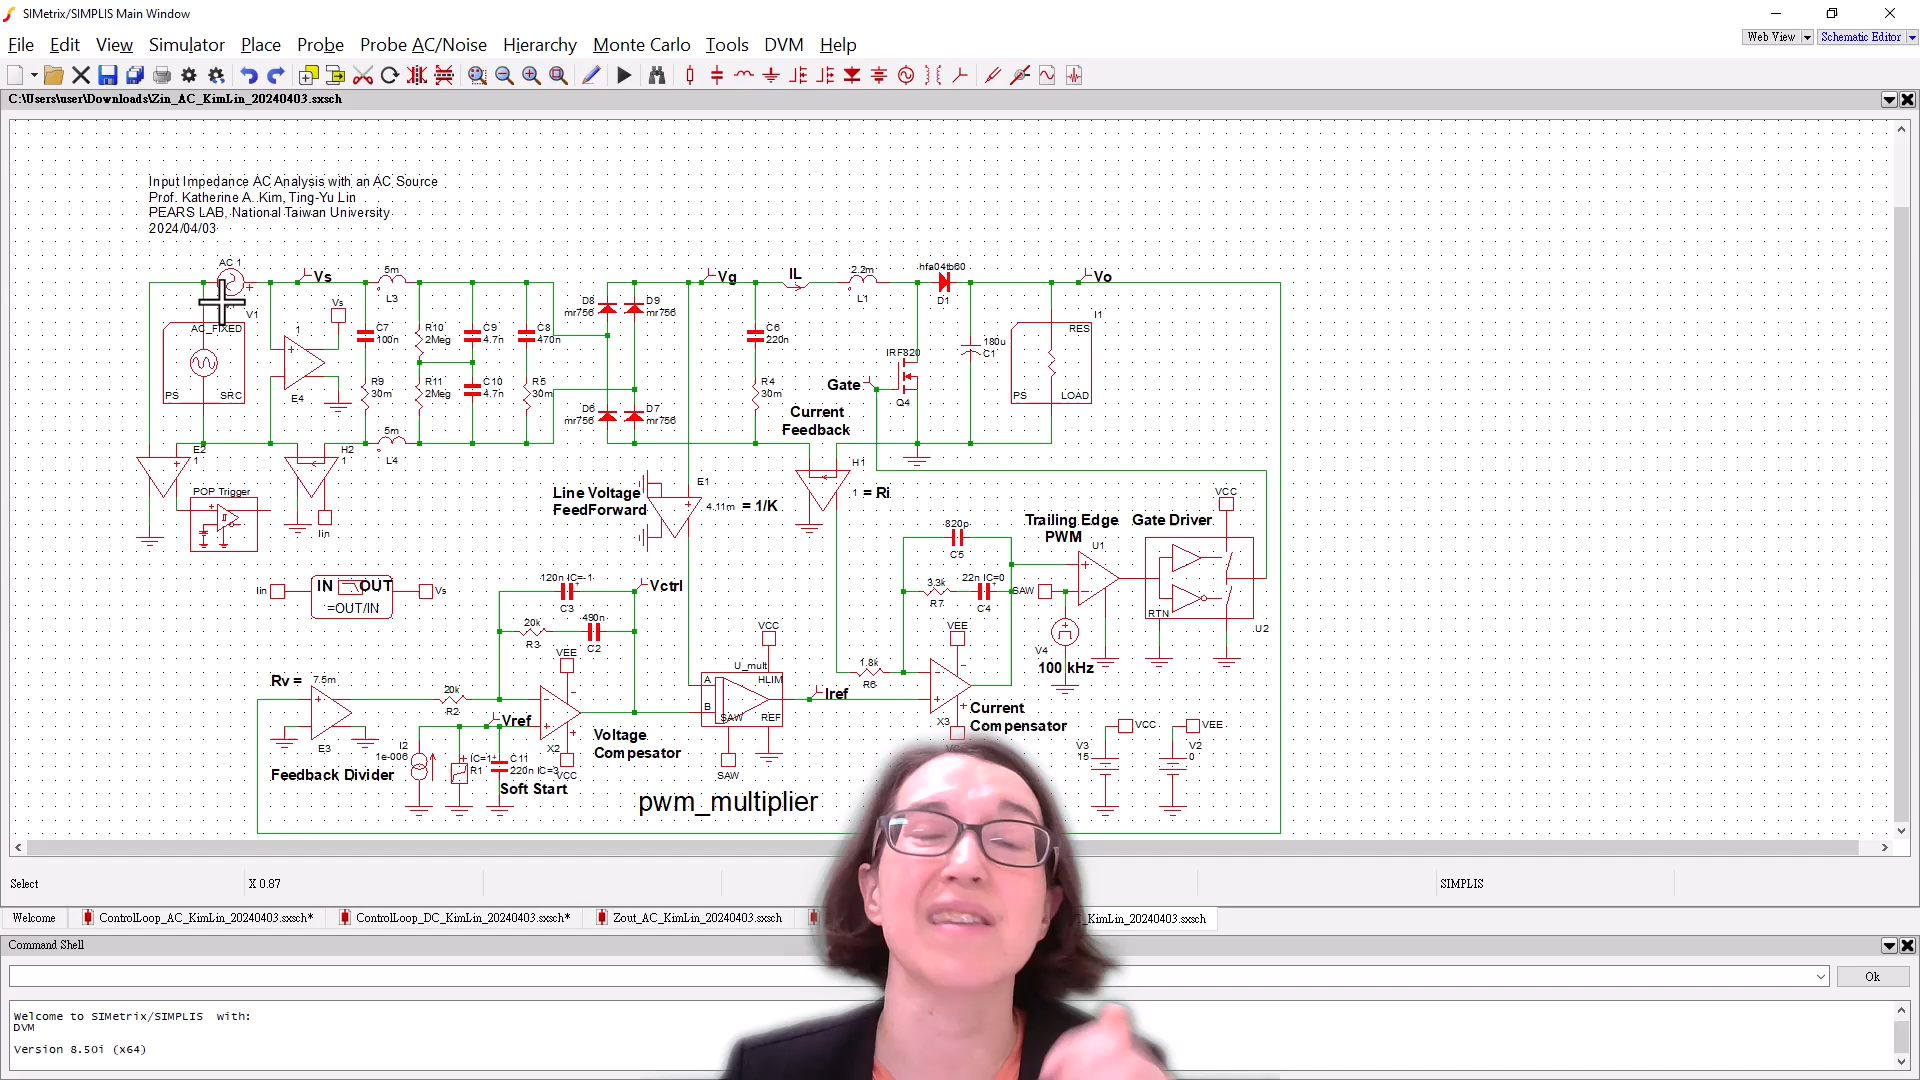 SIMetrix/SIMPLIS Main Window
File Edit View Simulator Place Probe Probe AC/Noise Hierarchy Monte Carlo Tools DVM Help
Web View Schematic Editor
C:\Users\user\Downloads\Zin_AC_KimLin_20240403.sxsch
Input Impedance AC Analysis with an AC Source
Prof. Katherine A. Kim, Ting-Yu Lin
PEARS LAB, National Taiwan University
2024/04/03
AC 1
Vs
5m
L3
Vg
IL
2.2m
L1
hfa04tb60
D1
Vo
V1
AC_FIXED
PS SRC
Vs
1
E4
C7
100n
R9
30m
R10
2Meg
R11
2Meg
C9
4.7n
C10
4.7n
C8
470n
R5
30m
D8
mr756
D9
mr756
D6
mr756
D7
mr756
C6
220n
R4
30m
IRF820
Q4
Gate
180u
C1
I1
RES
PS LOAD
Current
Feedback
5m
L4
E2
1
H2
1
POP Trigger
Iin
Line Voltage
FeedForward
E1
4.11m = 1/K
H1
1 = Ri
Trailing Edge
PWM
Gate Driver
VCC
U1
RTN
U2
820p
C5
3.3k
R7
22n IC=0
C4
SAW
V4
100 kHz
Iin
IN OUT
=OUT/IN
Vs
120n IC=-1
C3
Vctrl
20k
R3
490n
C2
VEE
VCC
U_mult
A
B
HLIM
SAW
REF
SAW
Iref
1.8k
R6
VEE
X3
Current
Compensator
Rv = 7.5m
E3
Feedback Divider
20k
R2
Vref
X2
VCC
Voltage
Compesator
I2
1e-006
IC=1
R1
C11
220n
Soft Start
V3
15
VCC
V2
0
VEE
pwm_multiplier
Select
X 0.87
SIMPLIS
Welcome
ControlLoop_AC_KimLin_20240403.sxsch*
ControlLoop_DC_KimLin_20240403.sxsch*
Zout_AC_KimLin_20240403.sxsch
_KimLin_20240403.sxsch
Command Shell
Ok
Welcome to SIMetrix/SIMPLIS with:
DVM
Version 8.50i (x64)